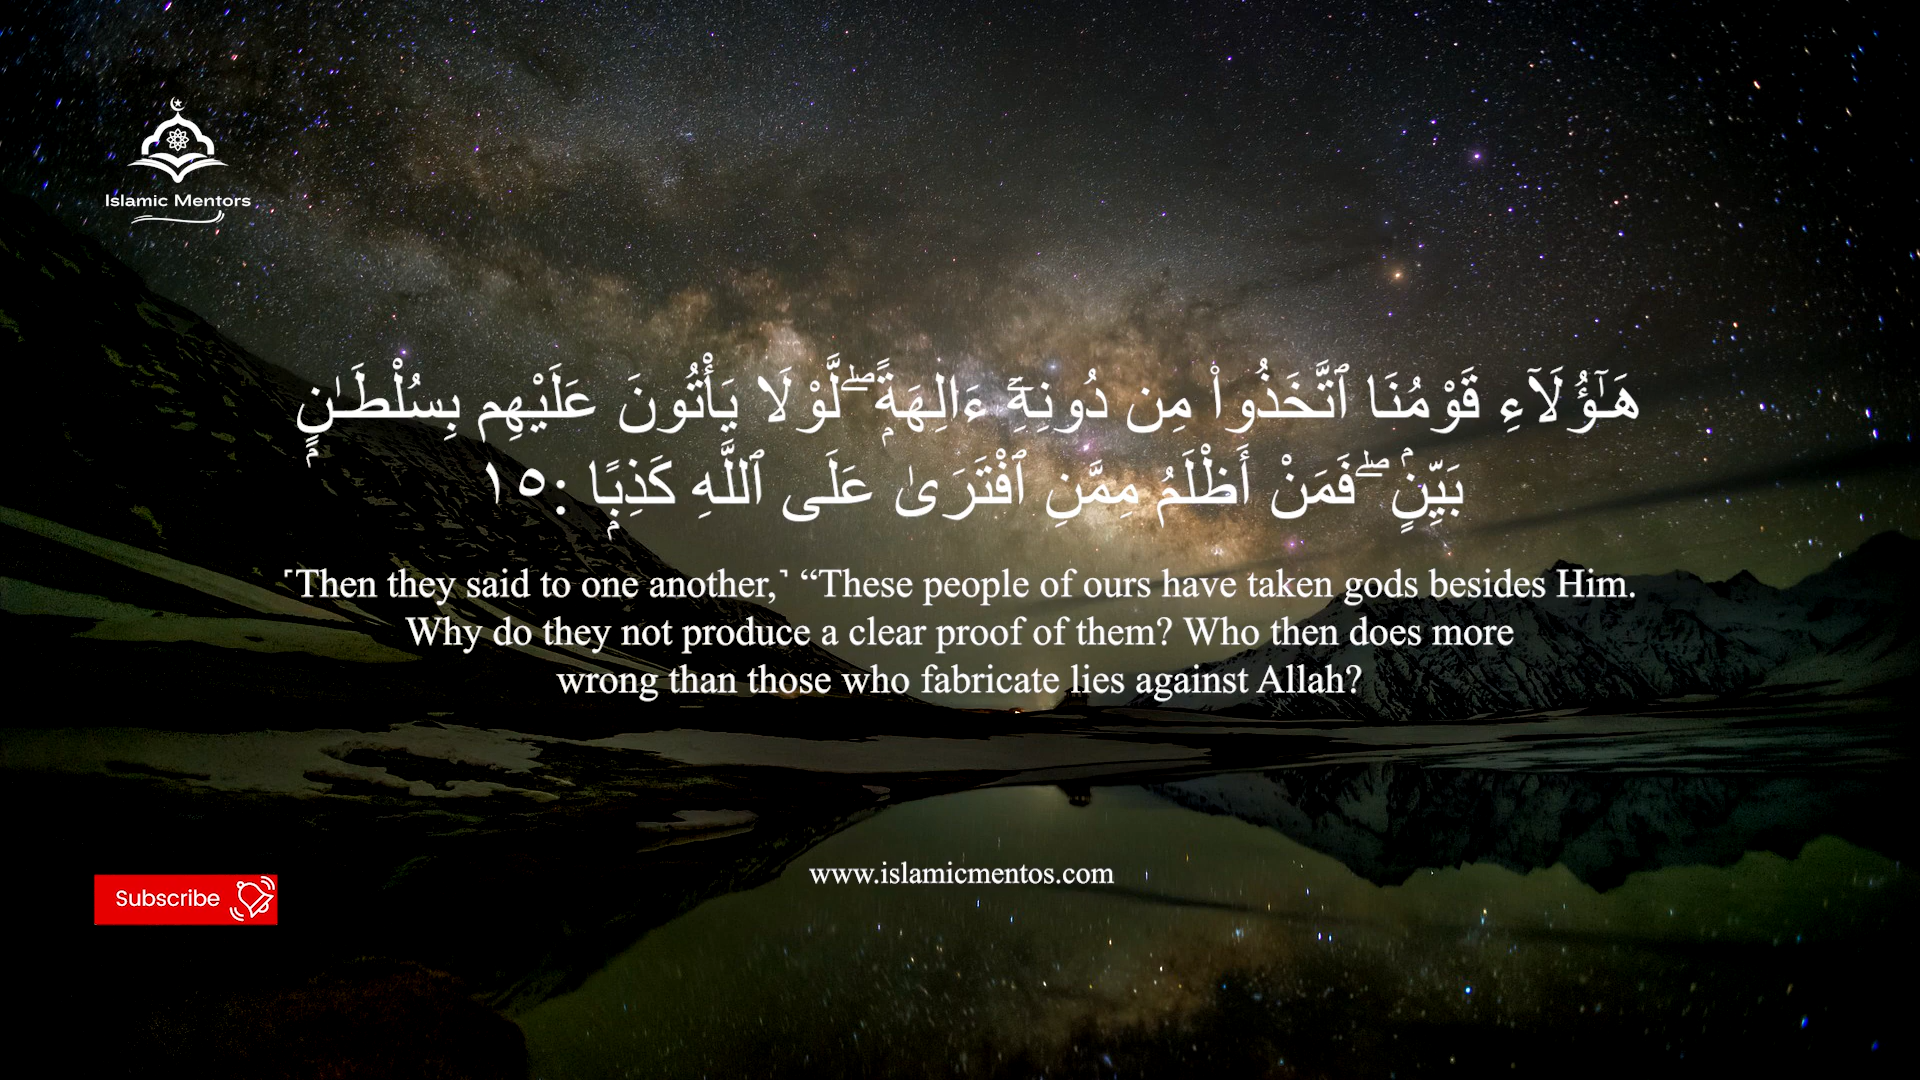 Islamic Mentors
هَـٰٓؤُلَآءِ قَوْمُنَا ٱتَّخَذُوا۟ مِن دُونِهِۦٓ ءَالِهَةًۭ ۖ لَّوْلَا يَأْتُونَ عَلَيْهِم بِسُلْطَـٰنٍۭ
بَيِّنٍۢ ۖ فَمَنْ أَظْلَمُ مِمَّنِ ٱفْتَرَىٰ عَلَى ٱللَّهِ كَذِبًۭا ١٥:
˹Then they said to one another,˺ “These people of ours have taken gods besides Him.
Why do they not produce a clear proof of them? Who then does more
wrong than those who fabricate lies against Allah?
www.islamicmentos.com
Subscribe